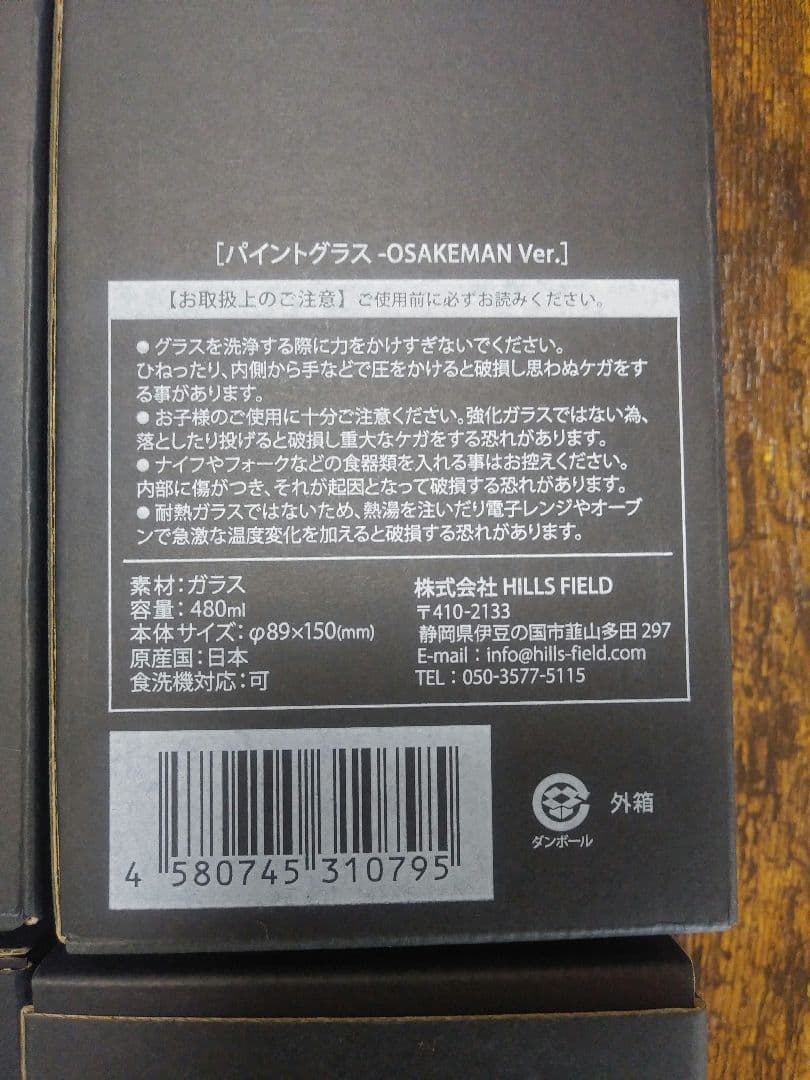 [パイントグラス -OSAKEMAN Ver.]
【お取扱上のご注意】ご使用前に必ずお読みください。
● グラスを洗浄する際に力をかけすぎないでください。
ひねったり、内側から手などで圧をかけると破損し思わぬケガをす
る事があります。
● お子様のご使用に十分ご注意ください。強化ガラスではない為、
落としたり投げると破損し重大なケガをする恐れがあります。
● ナイフやフォークなどの食器類を入れる事はお控えください。
内部に傷がつき、それが起因となって破損する恐れがあります。
● 耐熱ガラスではないため、熱湯を注いだり電子レンジやオーブ
ンで急激な温度変化を加えると破損する恐れがあります。
素材：ガラス
容量：480ml
本体サイズ：φ89×150(mm)
原産国：日本
食洗機対応：可
株式会社 HILLS FIELD
〒410-2133
静岡県伊豆の国市韮山多田 297
E-mail：info@hills-field.com
TEL：050-3577-5115
4 580745 310795
ダンボール
外箱